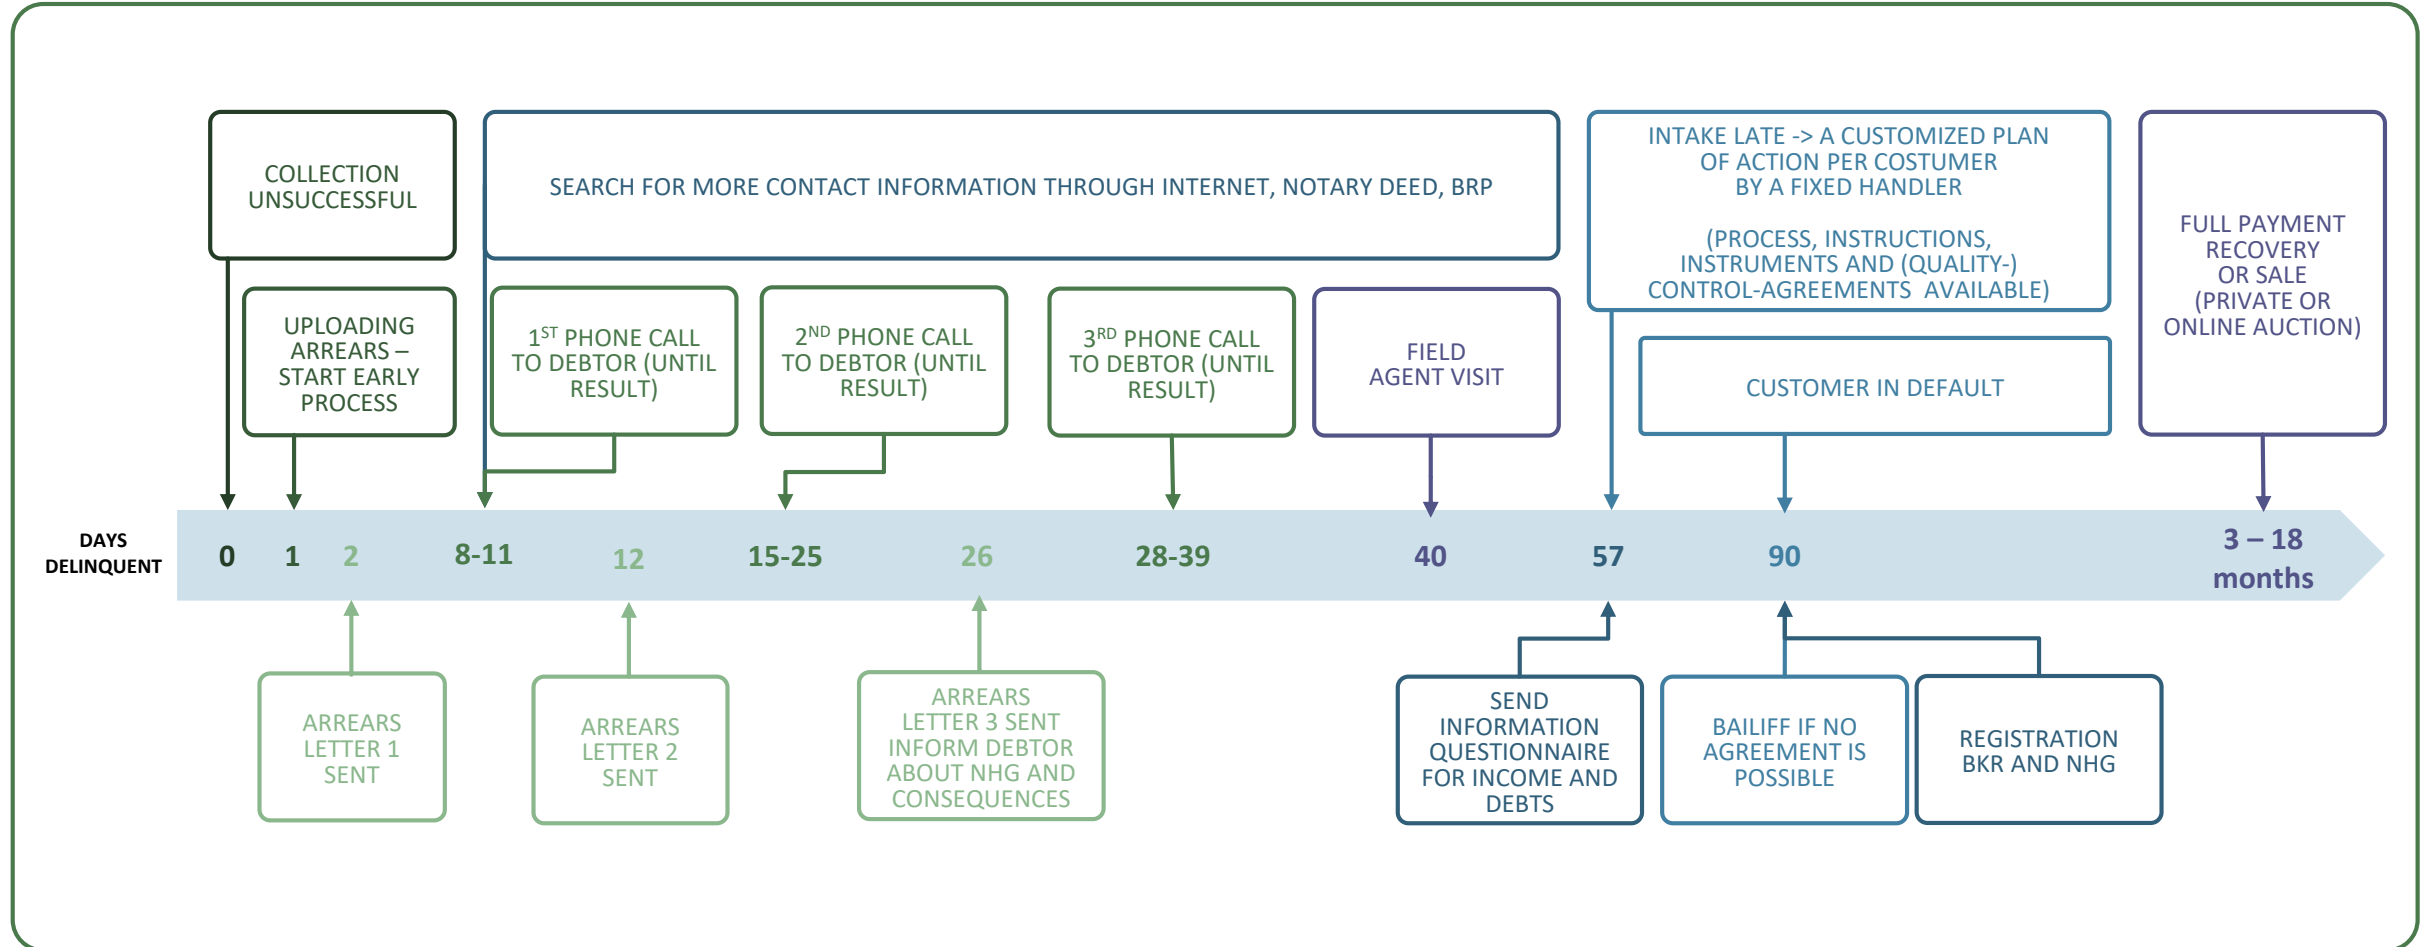 COLLECTION
UNSUCCESSFUL
SEARCH FOR MORE CONTACT INFORMATION THROUGH INTERNET, NOTARY DEED, BRP
INTAKE LATE -> A CUSTOMIZED PLAN
OF ACTION PER COSTUMER
BY A FIXED HANDLER
(PROCESS, INSTRUCTIONS,
INSTRUMENTS AND (QUALITY-)
CONTROL-AGREEMENTS AVAILABLE)
FULL PAYMENT
RECOVERY
OR SALE
(PRIVATE OR
ONLINE AUCTION)
UPLOADING
ARREARS –
START EARLY
PROCESS
1ST PHONE CALL
TO DEBTOR (UNTIL
RESULT)
2ND PHONE CALL
TO DEBTOR (UNTIL
RESULT)
3RD PHONE CALL
TO DEBTOR (UNTIL
RESULT)
FIELD
AGENT VISIT
CUSTOMER IN DEFAULT
DAYS
DELINQUENT
0 1 2 8-11 12 15-25 26 28-39 40 57 90 3 – 18
months
ARREARS
LETTER 1
SENT
ARREARS
LETTER 2
SENT
ARREARS
LETTER 3 SENT
INFORM DEBTOR
ABOUT NHG AND
CONSEQUENCES
SEND
INFORMATION
QUESTIONNAIRE
FOR INCOME AND
DEBTS
BAILIFF IF NO
AGREEMENT IS
POSSIBLE
REGISTRATION
BKR AND NHG